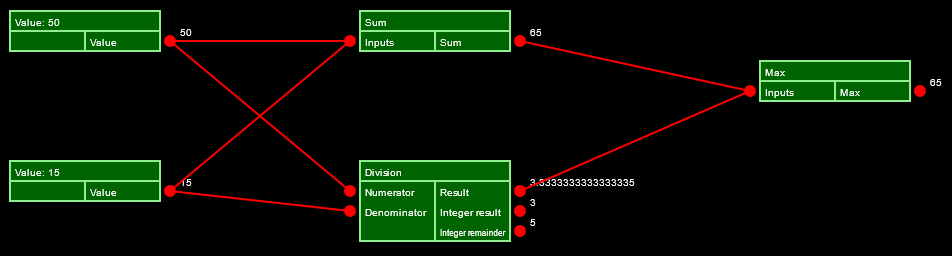 Value: 50
Value
50
Sum
Inputs Sum
65
Max
Inputs Max
65
Value: 15
Value
15
Division
Numerator Result
3.3333333333333335
Denominator Integer result
3
Integer remainder
5